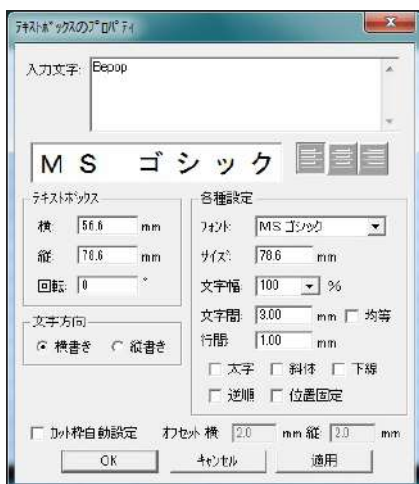 ﾃｷｽﾄﾎﾞｯｸｽのﾌﾟﾛﾊﾟﾃｨ
入力文字: Bepop
ＭＳ ゴシック
ﾃｷｽﾄﾎﾞｯｸｽ
横: 56.6 mm
縦: 78.6 mm
回転: 0 °
文字方向
横書き 縦書き
各種設定
ﾌｫﾝﾄ: ＭＳ ゴシック
ｻｲｽﾞ: 78.6 mm
文字幅: 100 %
文字間: 3.00 mm 均等
行間: 1.00 mm
太字 斜体 下線
逆順 位置固定
ｶｯﾄ枠自動設定 ｵﾌｾｯﾄ 横 2.0 mm 縦 2.0 mm
OK ｷｬﾝｾﾙ 適用